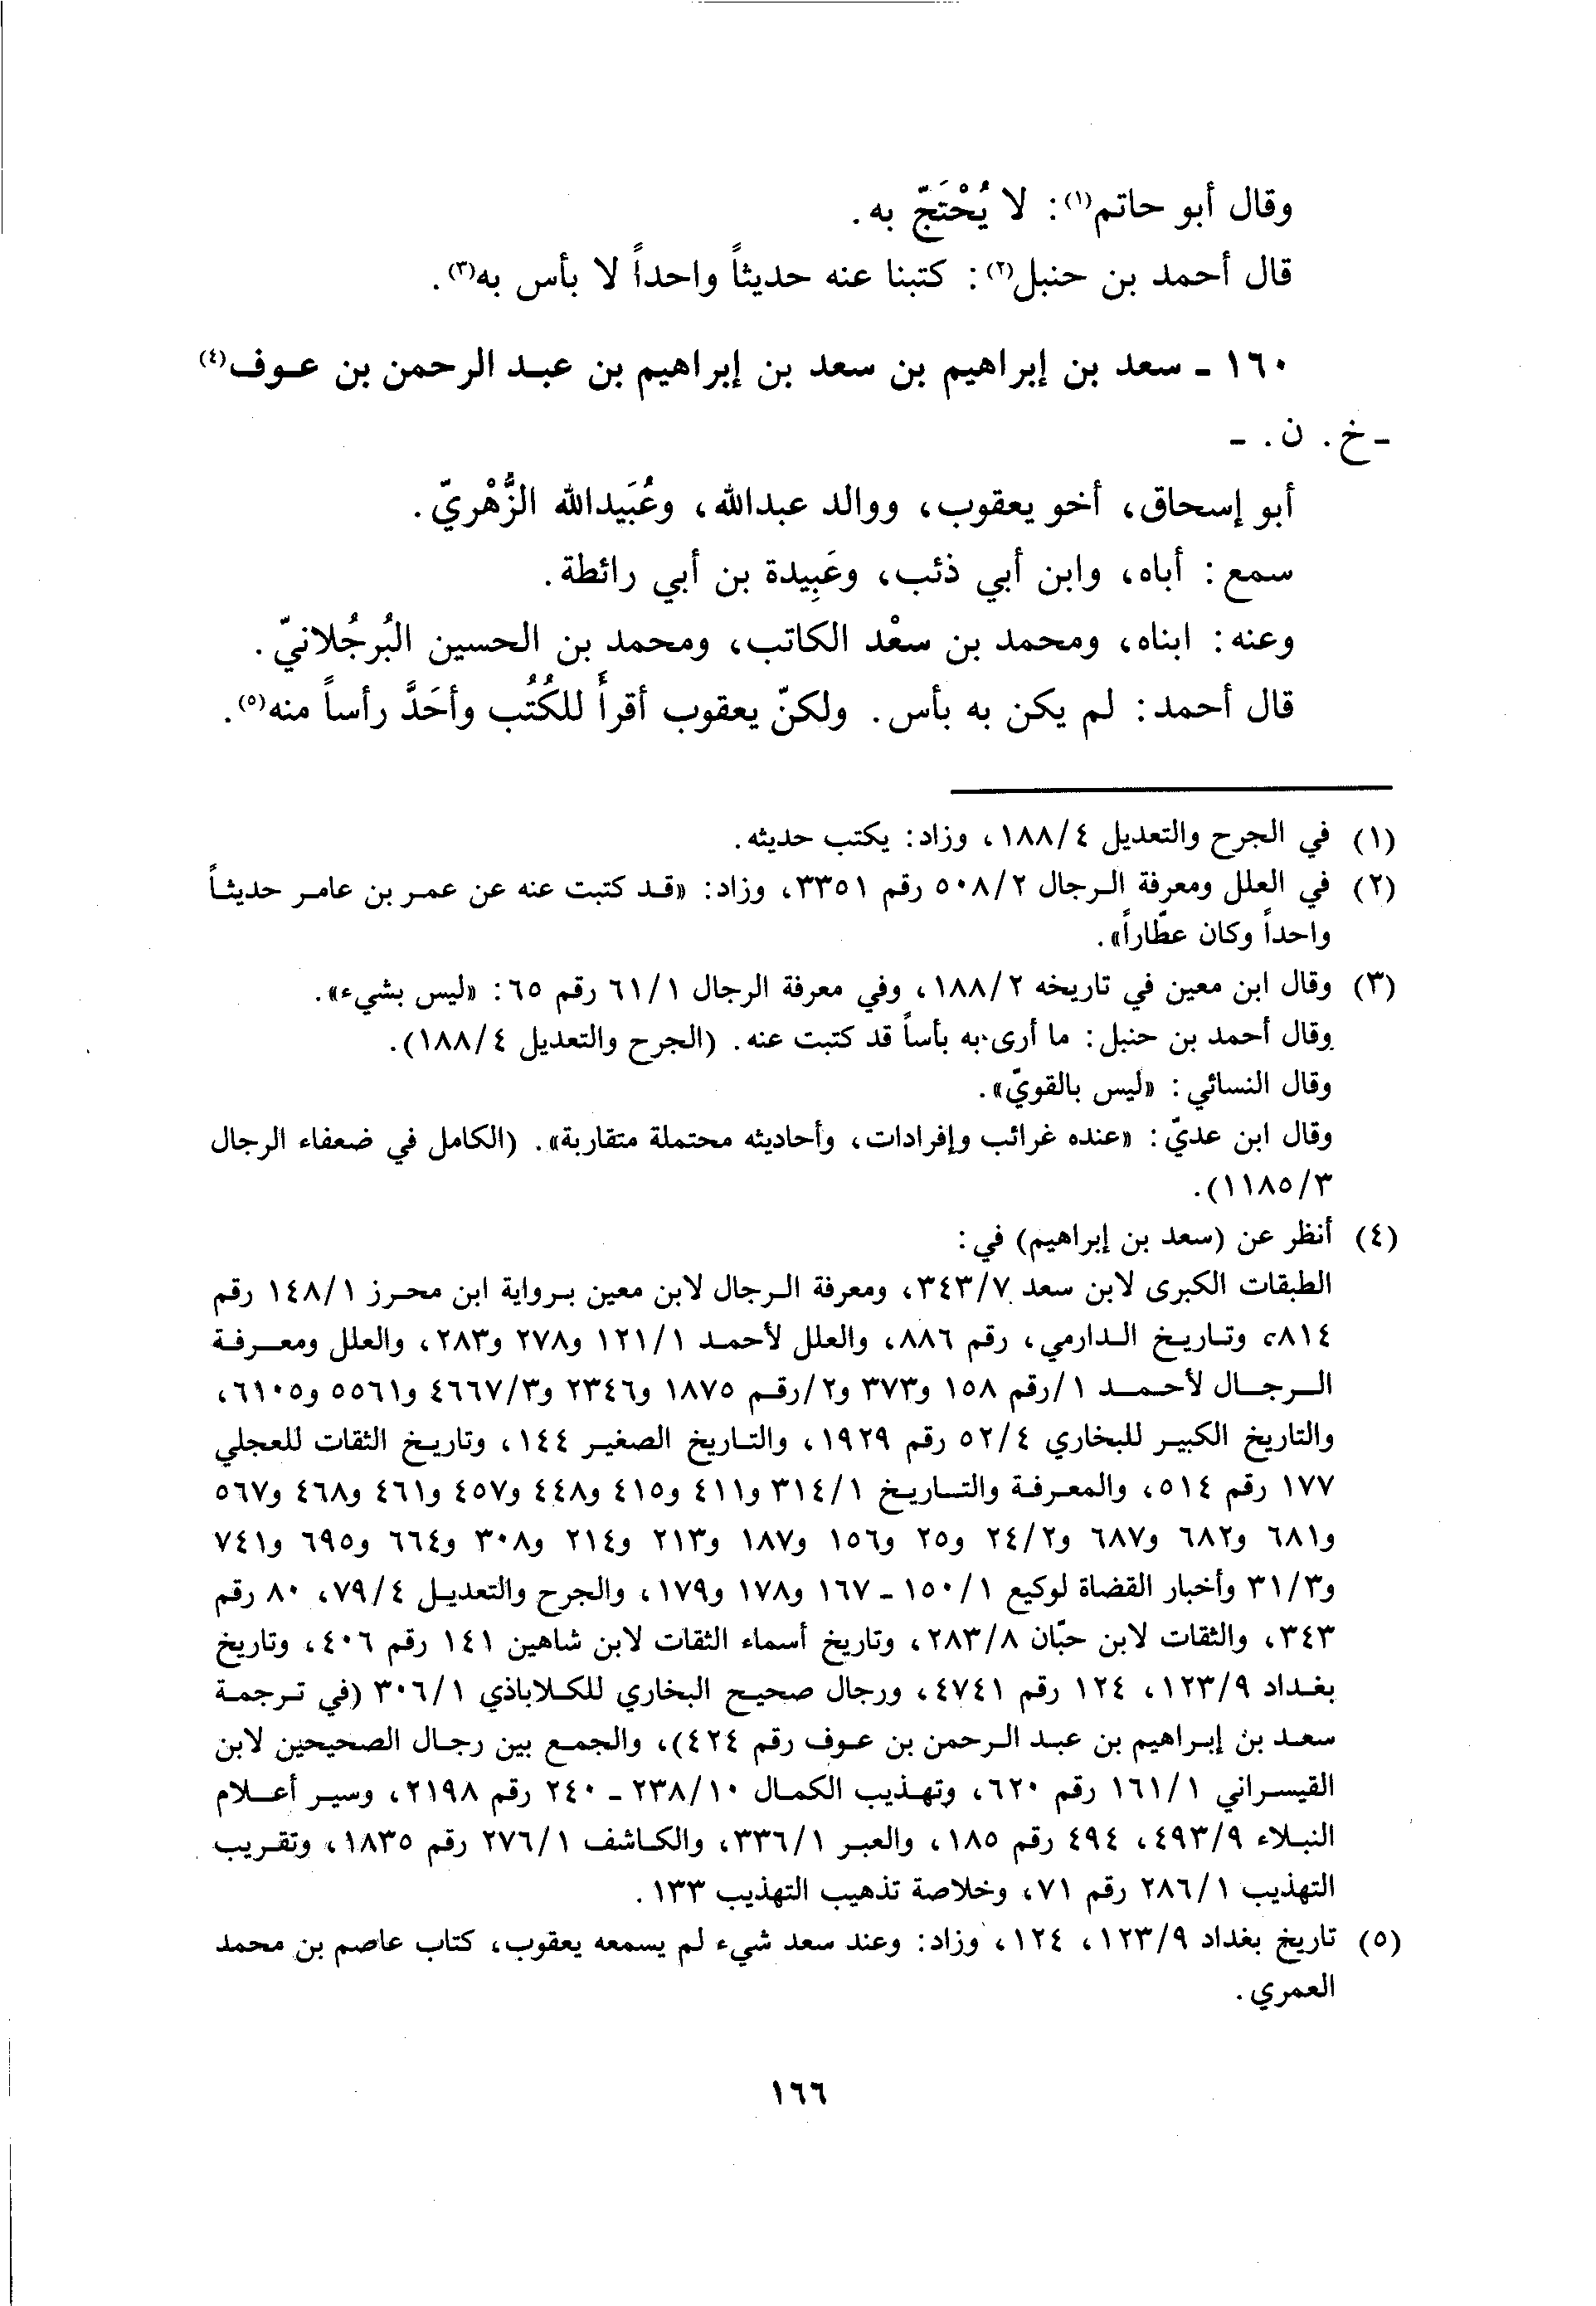 وقال أبو حاتم(١): لا يُحْتَجّ به.
قال أحمد بن حنبل(٢): كتبنا عنه حديثاً واحداً لا بأس به(٣).
١٦٠ - سعد بن إبراهيم بن سعد بن إبراهيم بن عبد الرحمن بن عوف(٤)
-خ. ن. -
أبو إسحاق، أخو يعقوب، ووالد عبدالله، وعُبَيدالله الزُّهْريّ.
سمع: أباه، وابن أبي ذئب، وعَبِيدة بن أبي رائطة.
وعنه: ابناه، ومحمد بن سعْد الكاتب، ومحمد بن الحسين البُرجُلانيّ.
قال أحمد: لم يكن به بأس. ولكنّ يعقوب أقرأ للكُتُب وأحَدَّ رأساً منه(٥).
(١) في الجرح والتعديل ٤/١٨٨، وزاد: يكتب حديثه.
(٢) في العلل ومعرفة الرجال ٢/٥٠٨ رقم ٣٣٥١، وزاد: «قد كتبت عنه عن عمر بن عامر حديثاً
واحداً وكان عطّاراً».
(٣) وقال ابن معين في تاريخه ٢/١٨٨، وفي معرفة الرجال ١/٦١ رقم ٦٥: «ليس بشيء».
وقال أحمد بن حنبل: ما أرى به بأساً قد كتبت عنه. (الجرح والتعديل ٤/١٨٨).
وقال النسائي: «ليس بالقويّ».
وقال ابن عديّ: «عنده غرائب وإفرادات، وأحاديثه محتملة متقاربة». (الكامل في ضعفاء الرجال
٣/١١٨٥).
(٤) أنظر عن (سعد بن إبراهيم) في:
الطبقات الكبرى لابن سعد ٧/٣٤٣، ومعرفة الرجال لابن معين برواية ابن محرز ١/١٤٨ رقم
٨١٤، وتاريخ الدارمي، رقم ٨٨٦، والعلل لأحمد ١/١٢١ و٢٧٨ و٢٨٣، والعلل ومعرفة
الرجال لأحمد ١/رقم ١٥٨ و٣٧٣ و٢/رقم ١٨٧٥ و٢٣٤٦ و٣/٤٦٦٧ و٥٥٦١ و٦١٠٥،
والتاريخ الكبير للبخاري ٤/٥٢ رقم ١٩٢٩، والتاريخ الصغير ١٤٤، وتاريخ الثقات للعجلي
١٧٧ رقم ٥١٤، والمعرفة والتاريخ ١/٣١٤ و٤١١ و٤١٥ و٤٤٨ و٤٥٧ و٤٦١ و٤٦٨ و٥٦٧
و٦٨١ و٦٨٢ و٦٨٧ و٢/٢٤ و٢٥ و١٥٦ و١٨٧ و٢١٣ و٢١٤ و٣٠٨ و٦٦٤ و٦٩٥ و٧٤١
و٣/٣١ وأخبار القضاة لوكيع ١/١٥٠ - ١٦٧ و١٧٨ و١٧٩، والجرح والتعديل ٤/٧٩، ٨٠ رقم
٣٤٣، والثقات لابن حبّان ٨/٢٨٣، وتاريخ أسماء الثقات لابن شاهين ١٤١ رقم ٤٠٦، وتاريخ
بغداد ٩/١٢٣، ١٢٤ رقم ٤٧٤١، ورجال صحيح البخاري للكلاباذي ١/٣٠٦ (في ترجمة
سعد بن إبراهيم بن عبد الرحمن بن عوف رقم ٤٢٤)، والجمع بين رجال الصحيحين لابن
القيسراني ١/١٦١ رقم ٦٢٠، وتهذيب الكمال ١٠/٢٣٨ - ٢٤٠ رقم ٢١٩٨، وسير أعلام
النبلاء ٩/٤٩٣، ٤٩٤ رقم ١٨٥، والعبر ١/٣٣٦، والكاشف ١/٢٧٦ رقم ١٨٣٥، وتقريب
التهذيب ١/٢٨٦ رقم ٧١، وخلاصة تذهيب التهذيب ١٣٣.
(٥) تاريخ بغداد ٩/١٢٣، ١٢٤، وزاد: وعند سعد شيء لم يسمعه يعقوب، كتاب عاصم بن محمد
العمري.
١٦٦